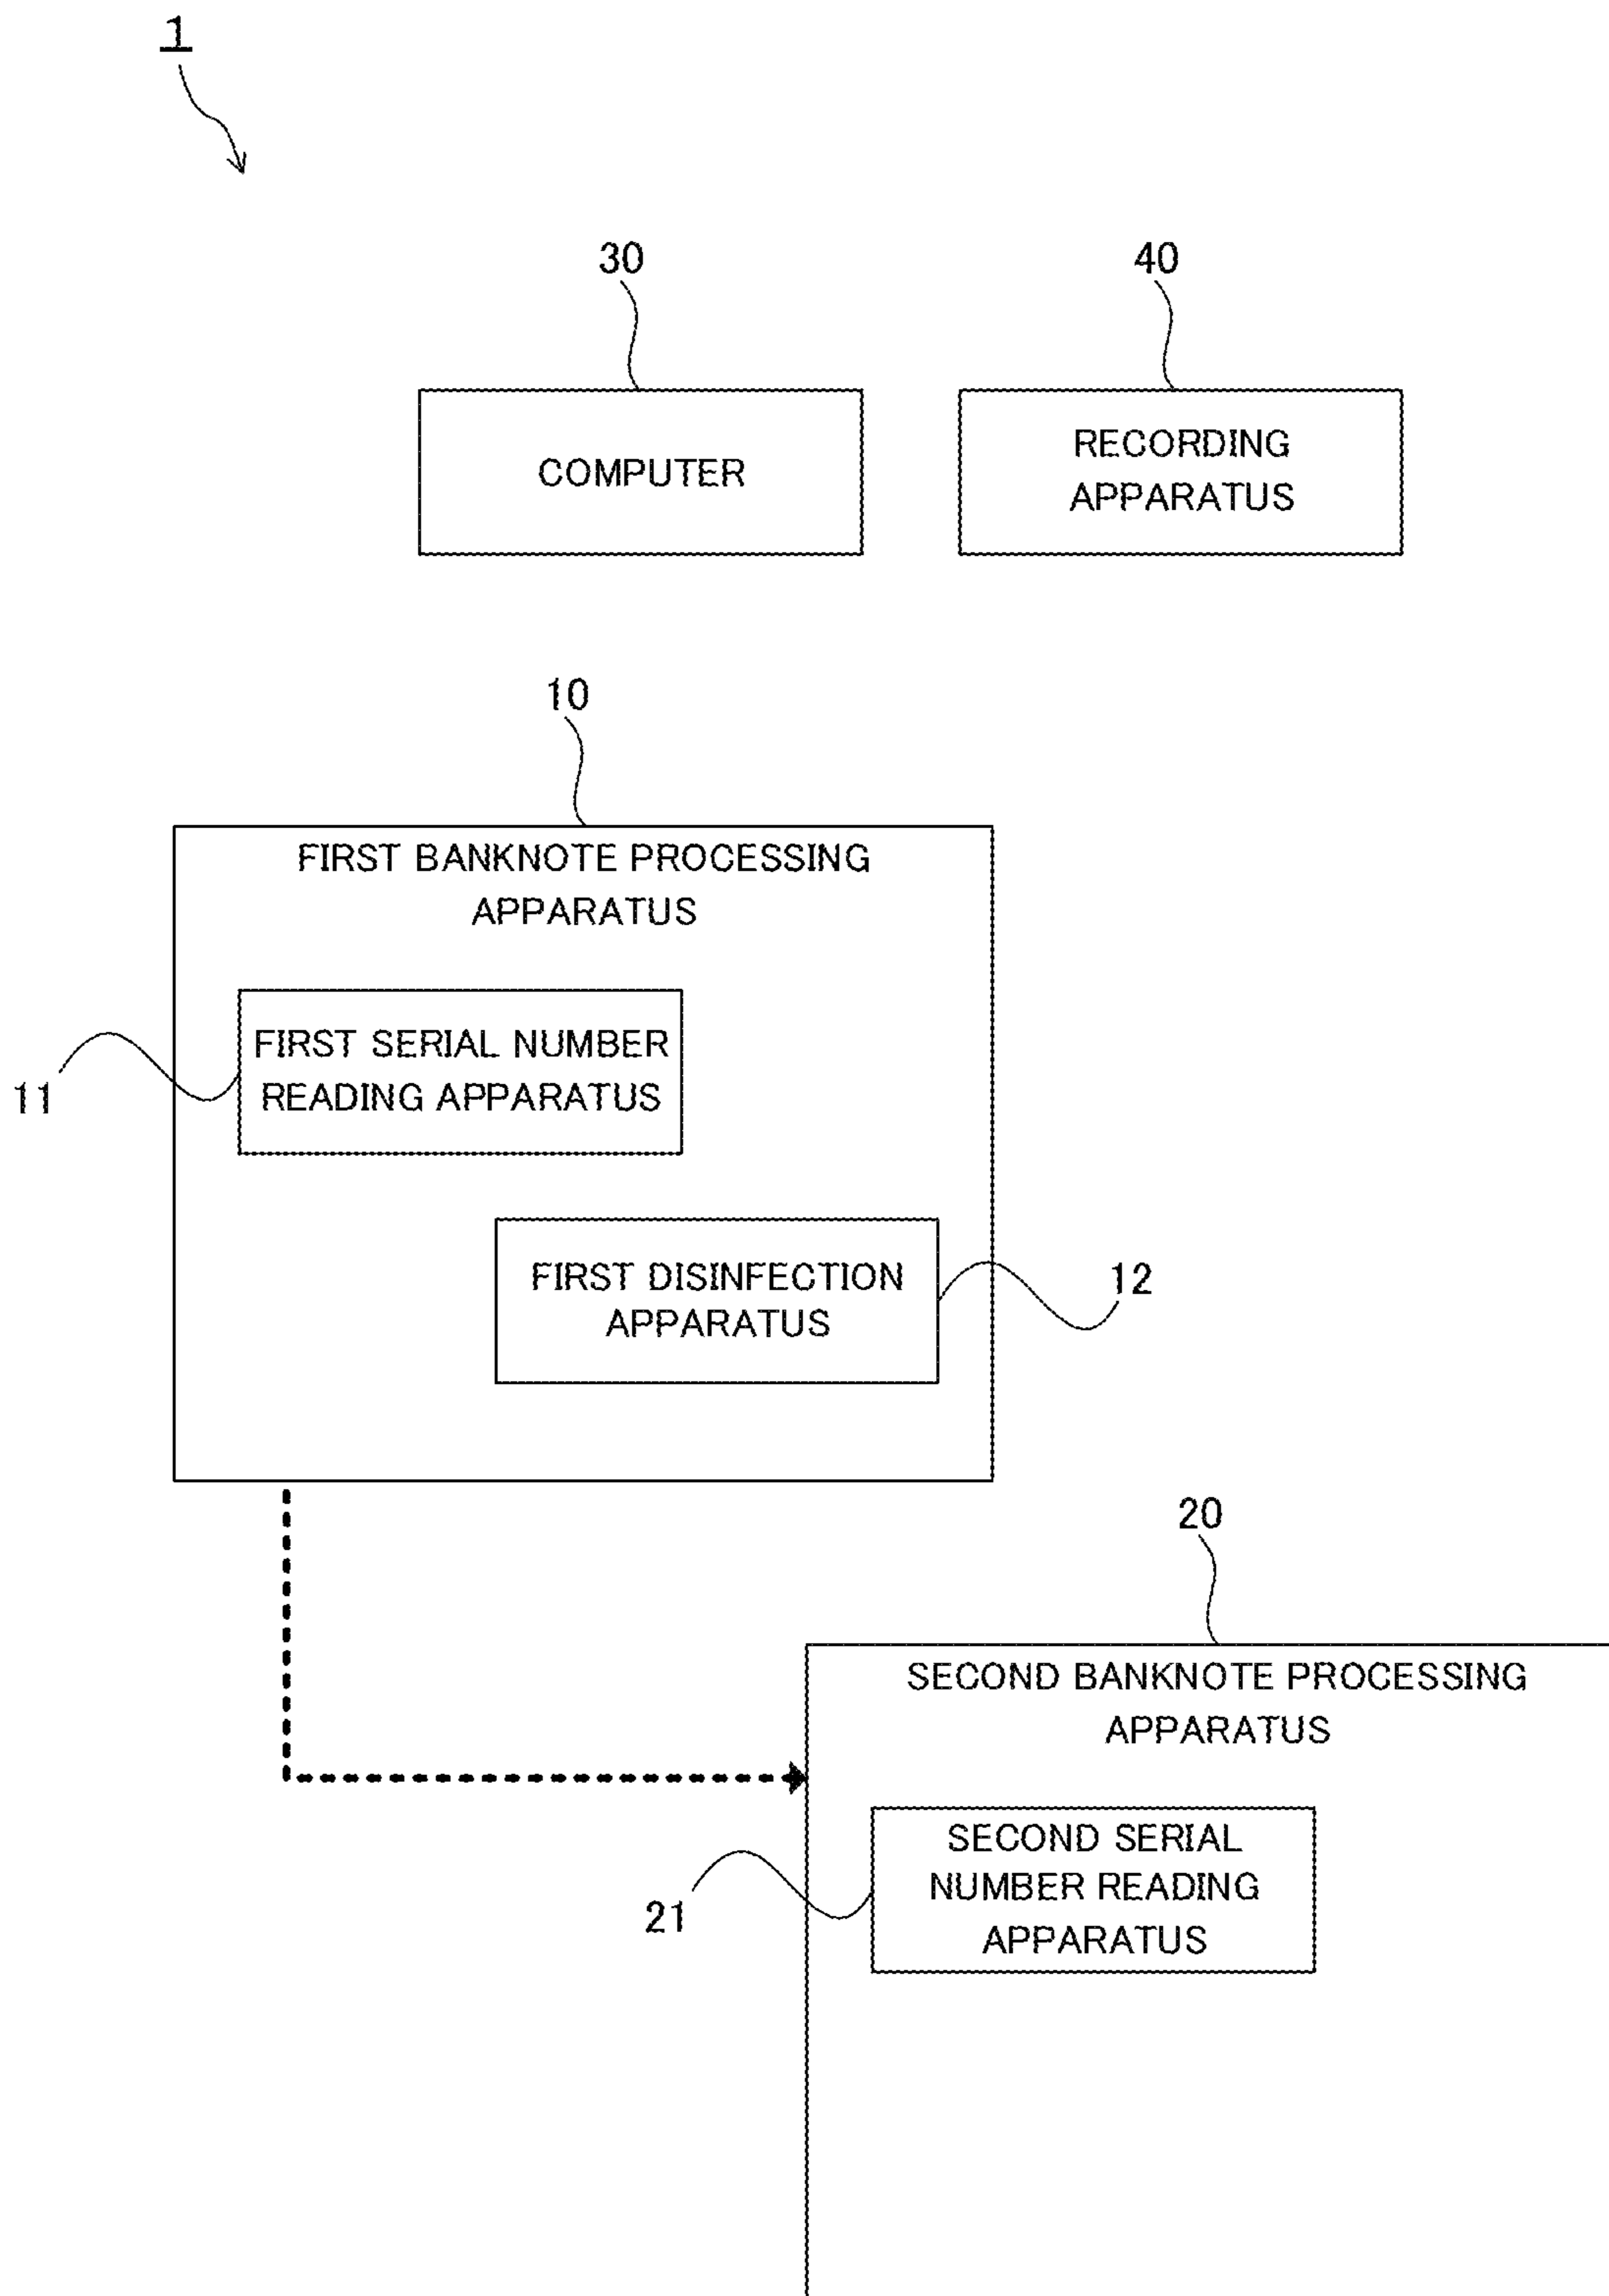 1
30
40
COMPUTER
RECORDING
APPARATUS
10
FIRST BANKNOTE PROCESSING
APPARATUS
FIRST SERIAL NUMBER
READING APPARATUS
11
FIRST DISINFECTION
APPARATUS
12
20
SECOND BANKNOTE PROCESSING
APPARATUS
SECOND SERIAL
NUMBER READING
APPARATUS
21